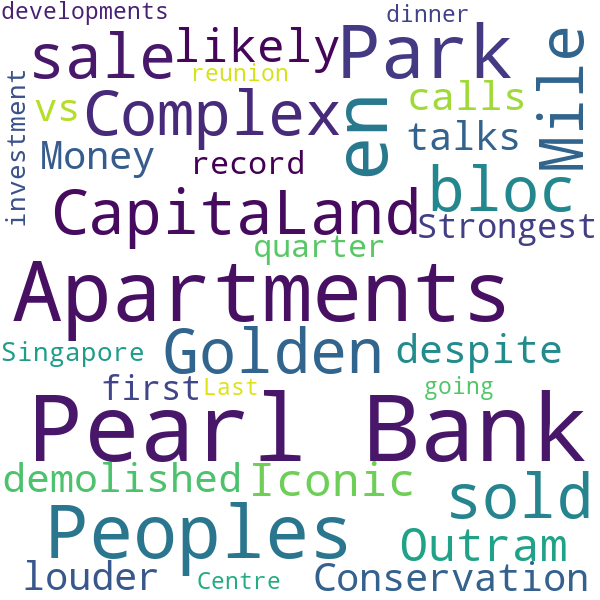 developments
dinner
sale
likely
Park
Mile
reunion
investment
vs
Complex
en
calls
Money
record
talks
bloc
CapitaLand
Strongest
quarter
Apartments
Singapore
Golden
despite
first
Last
going
Pearl Bank
demolished
Iconic
sold
Peoples
Outram
louder
Centre
Conservation